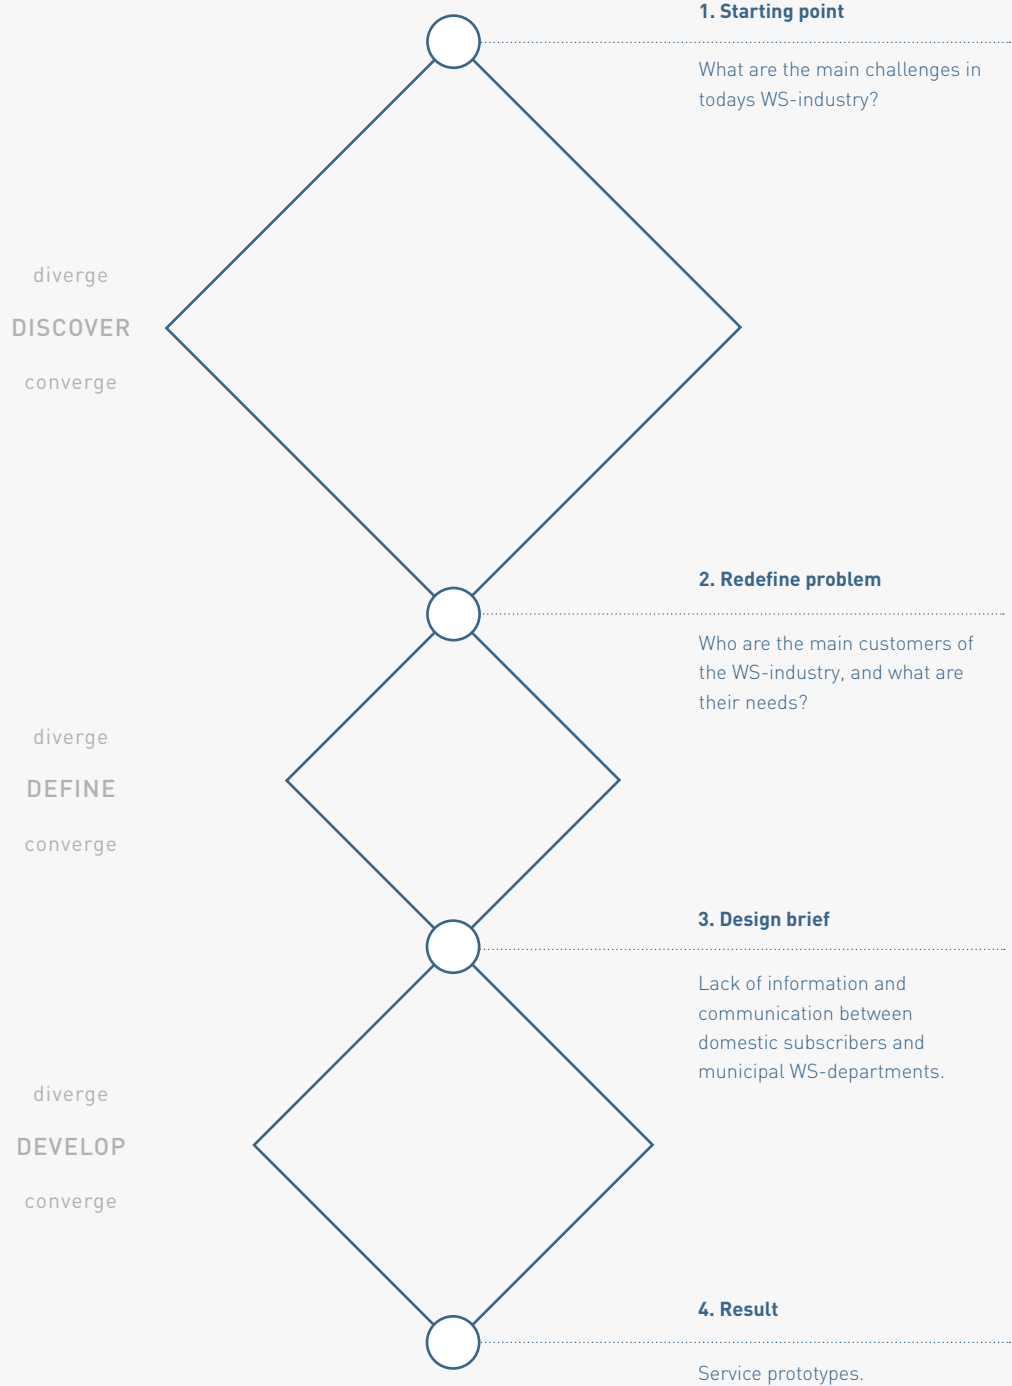 1. Starting point
What are the main challenges in
todays WS-industry?
diverge
DISCOVER
converge
2. Redefine problem
Who are the main customers of
the WS-industry, and what are
their needs?
diverge
DEFINE
converge
3. Design brief
Lack of information and
communication between
domestic subscribers and
municipal WS-departments.
diverge
DEVELOP
converge
4. Result
Service prototypes.